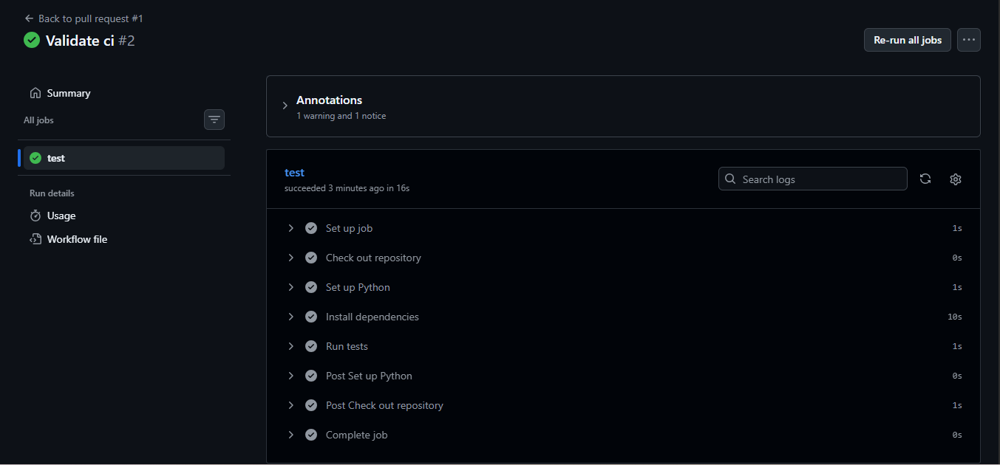 Back to pull request #1
Validate ci #2
Re-run all jobs
Summary
All jobs
test
Run details
Usage
Workflow file
Annotations
1 warning and 1 notice
test
succeeded 3 minutes ago in 16s
Search logs
Set up job 1s
Check out repository 0s
Set up Python 1s
Install dependencies 10s
Run tests 1s
Post Set up Python 0s
Post Check out repository 1s
Complete job 0s